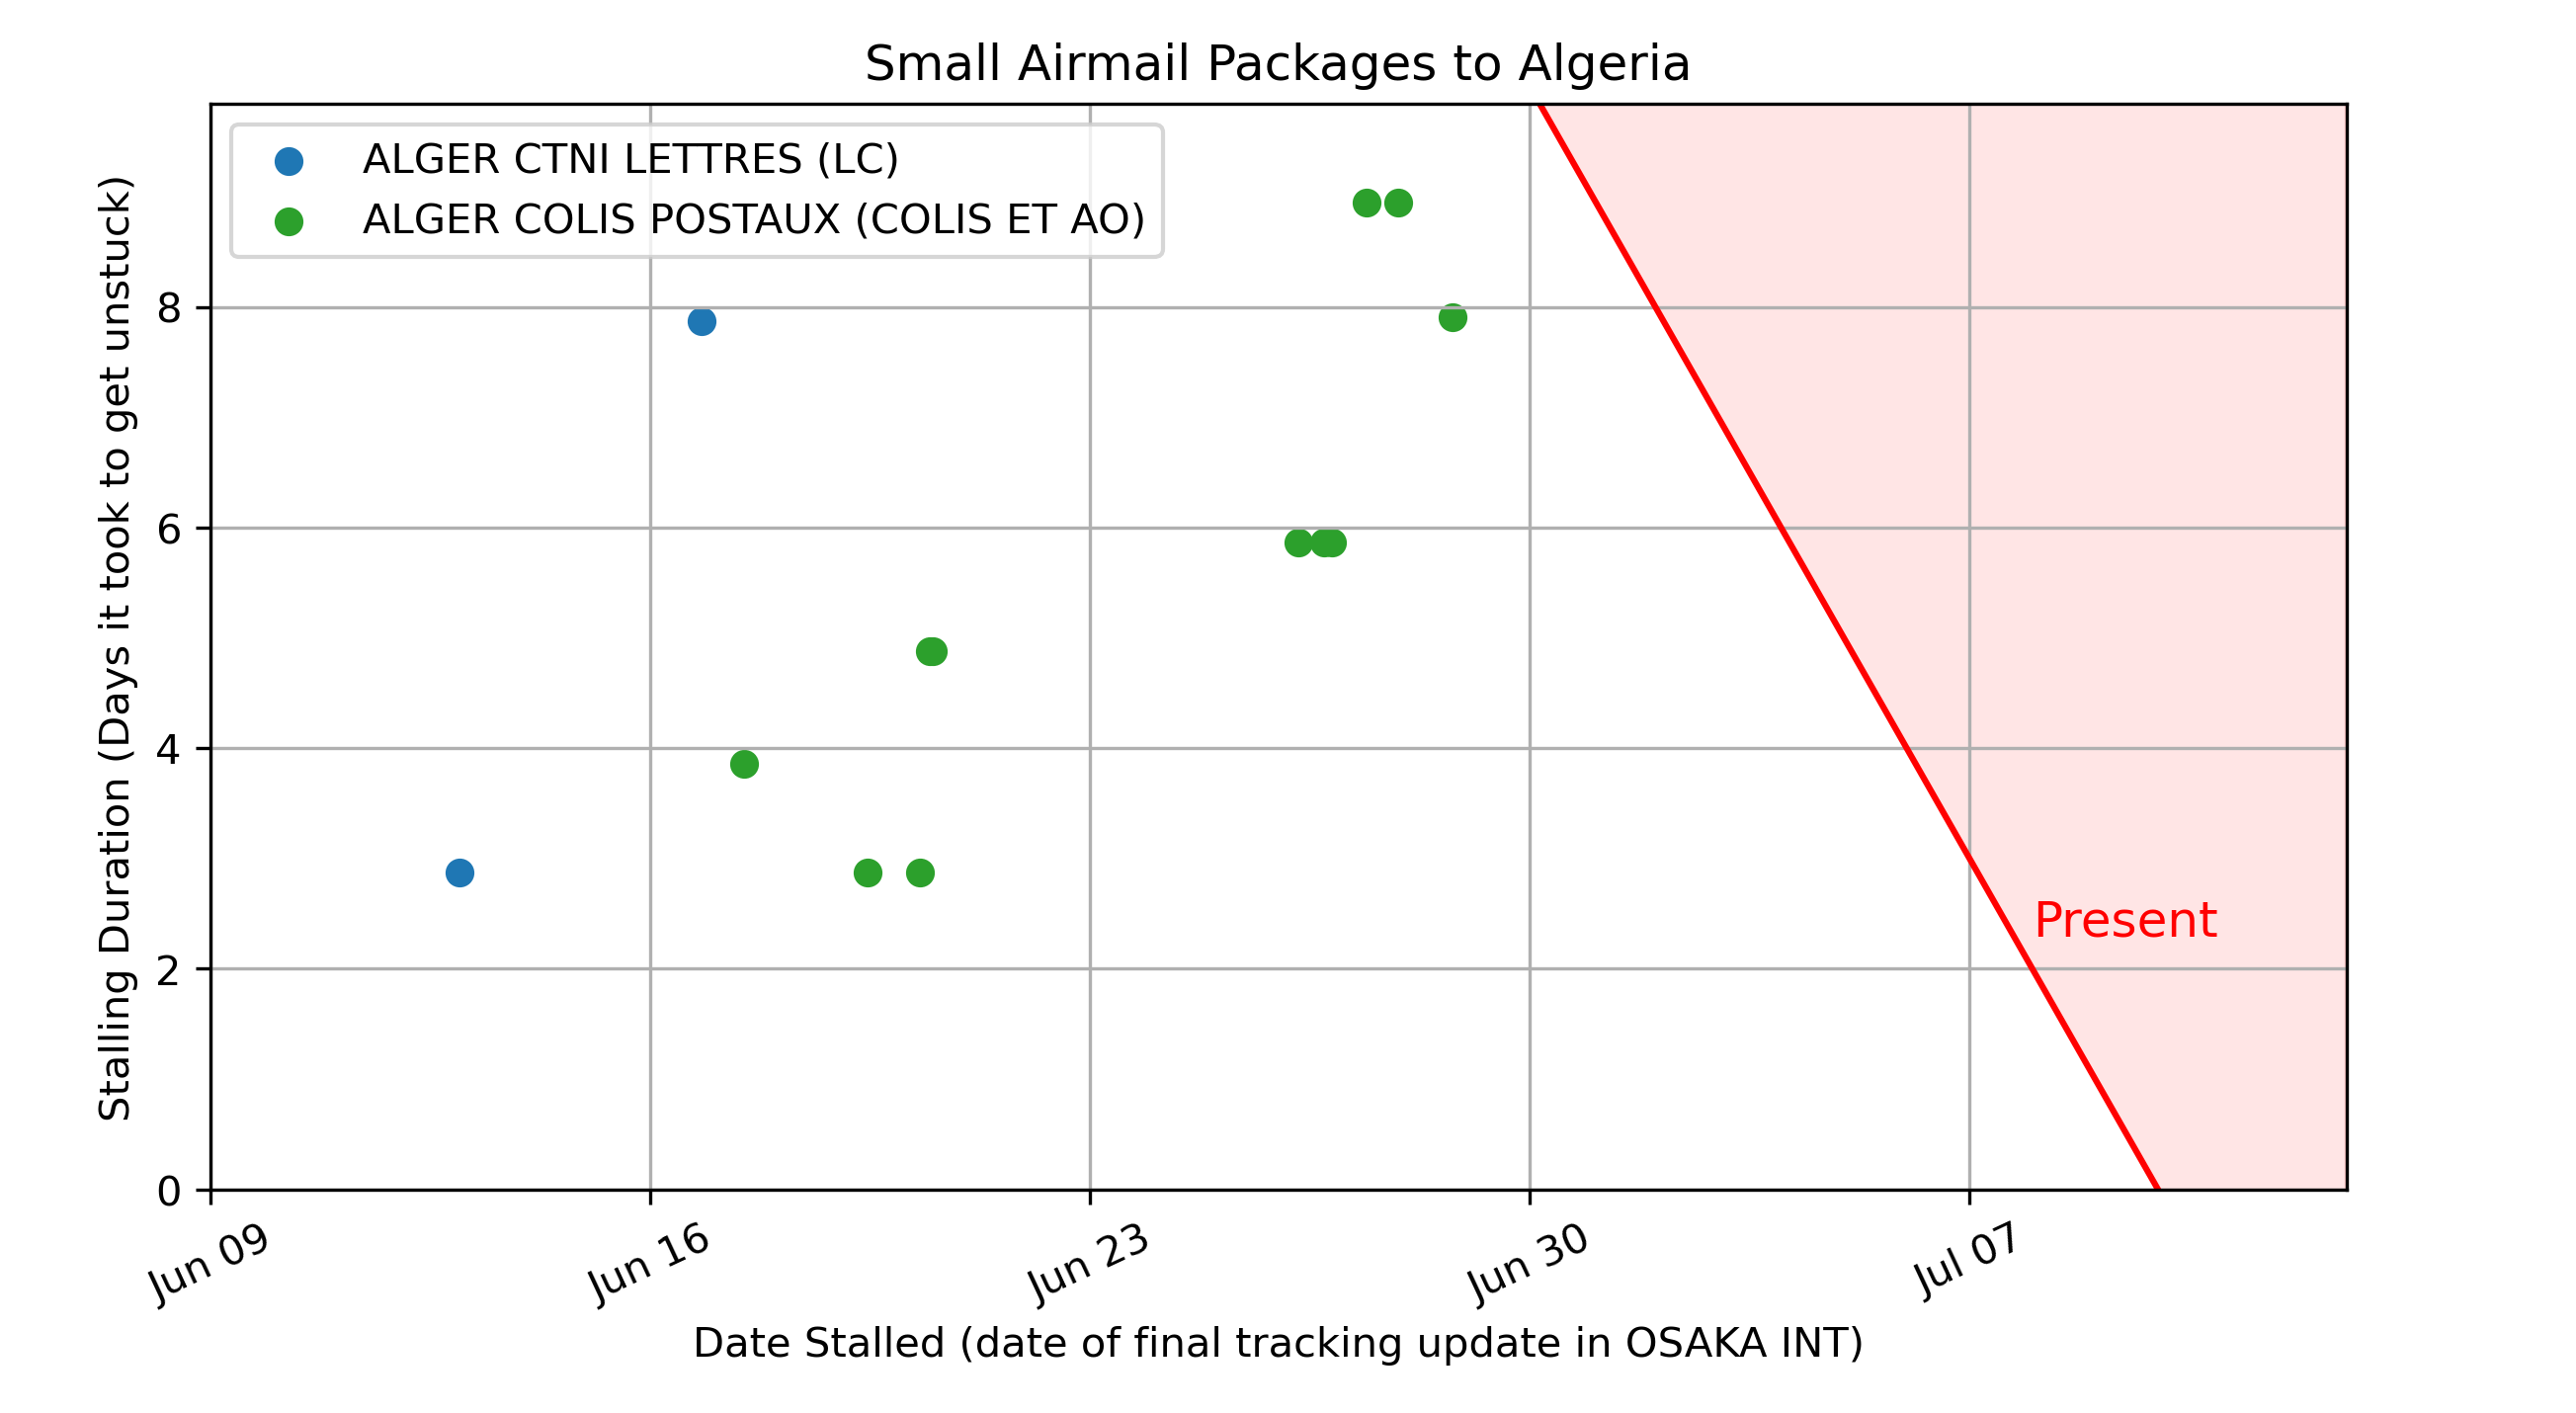 Small Airmail Packages to Algeria
ALGER CTNI LETTRES (LC)
ALGER COLIS POSTAUX (COLIS ET AO)
Stalling Duration (Days it took to get unstuck)
8
6
4
2
0
Present
Jun 09
Jun 16
Jun 23
Jun 30
Jul 07
Date Stalled (date of final tracking update in OSAKA INT)